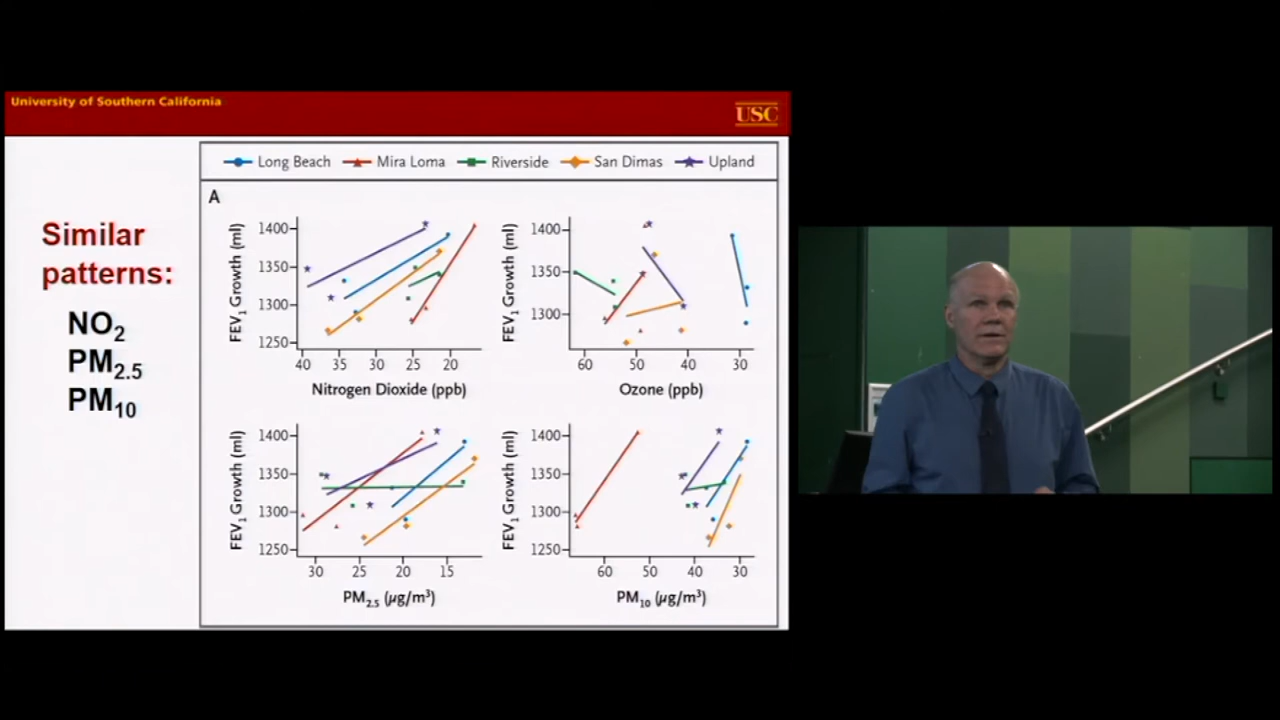 University of Southern California
USC
Similar
patterns:
NO2
PM2.5
PM10
Long Beach
Mira Loma
Riverside
San Dimas
Upland
A
FEV1 Growth (ml)
1400
1350
1300
1250
40
35
30
25
20
Nitrogen Dioxide (ppb)
FEV1 Growth (ml)
1400
1350
1300
60
50
40
30
Ozone (ppb)
FEV1 Growth (ml)
1400
1350
1300
1250
30
25
20
15
PM2.5 (µg/m3)
FEV1 Growth (ml)
1400
1350
1300
1250
60
50
40
30
PM10 (µg/m3)